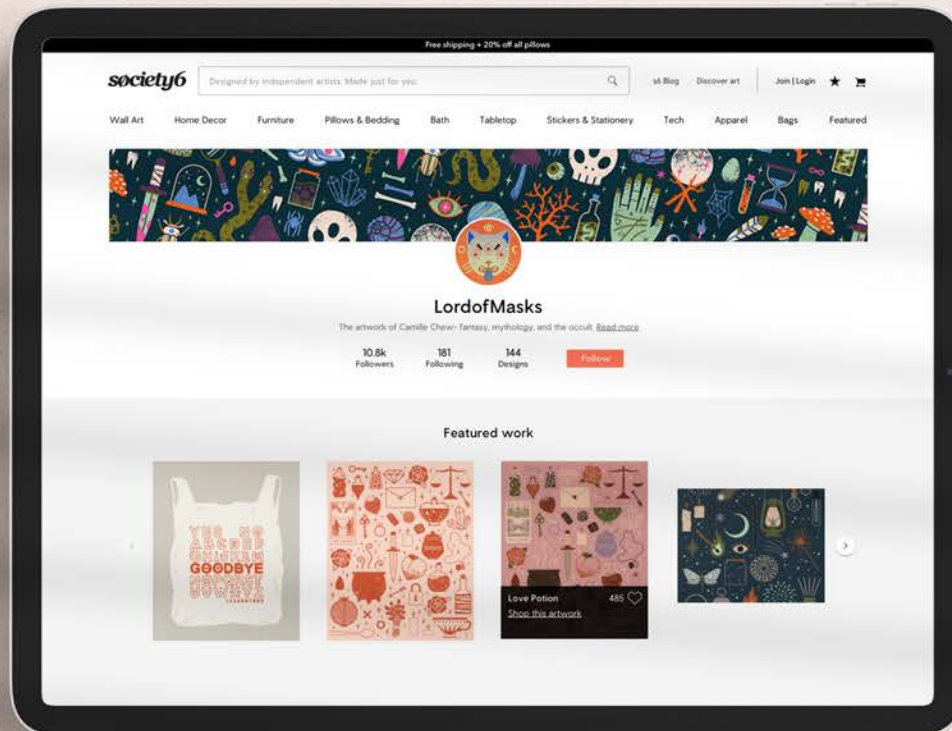 Free shipping + 20% off all pillows
søciety6
Designed by independent artists. Made just for you.
s6 Blog
Discover art
Join | Login
Wall Art
Home Decor
Furniture
Pillows & Bedding
Bath
Tabletop
Stickers & Stationery
Tech
Apparel
Bags
Featured
LordofMasks
The artwork of Camille Chew- fantasy, mythology, and the occult. Read more
10.8k
Followers
181
Following
144
Designs
Follow
Featured work
YES NO
GOODBYE
Love Potion
485
Shop this artwork